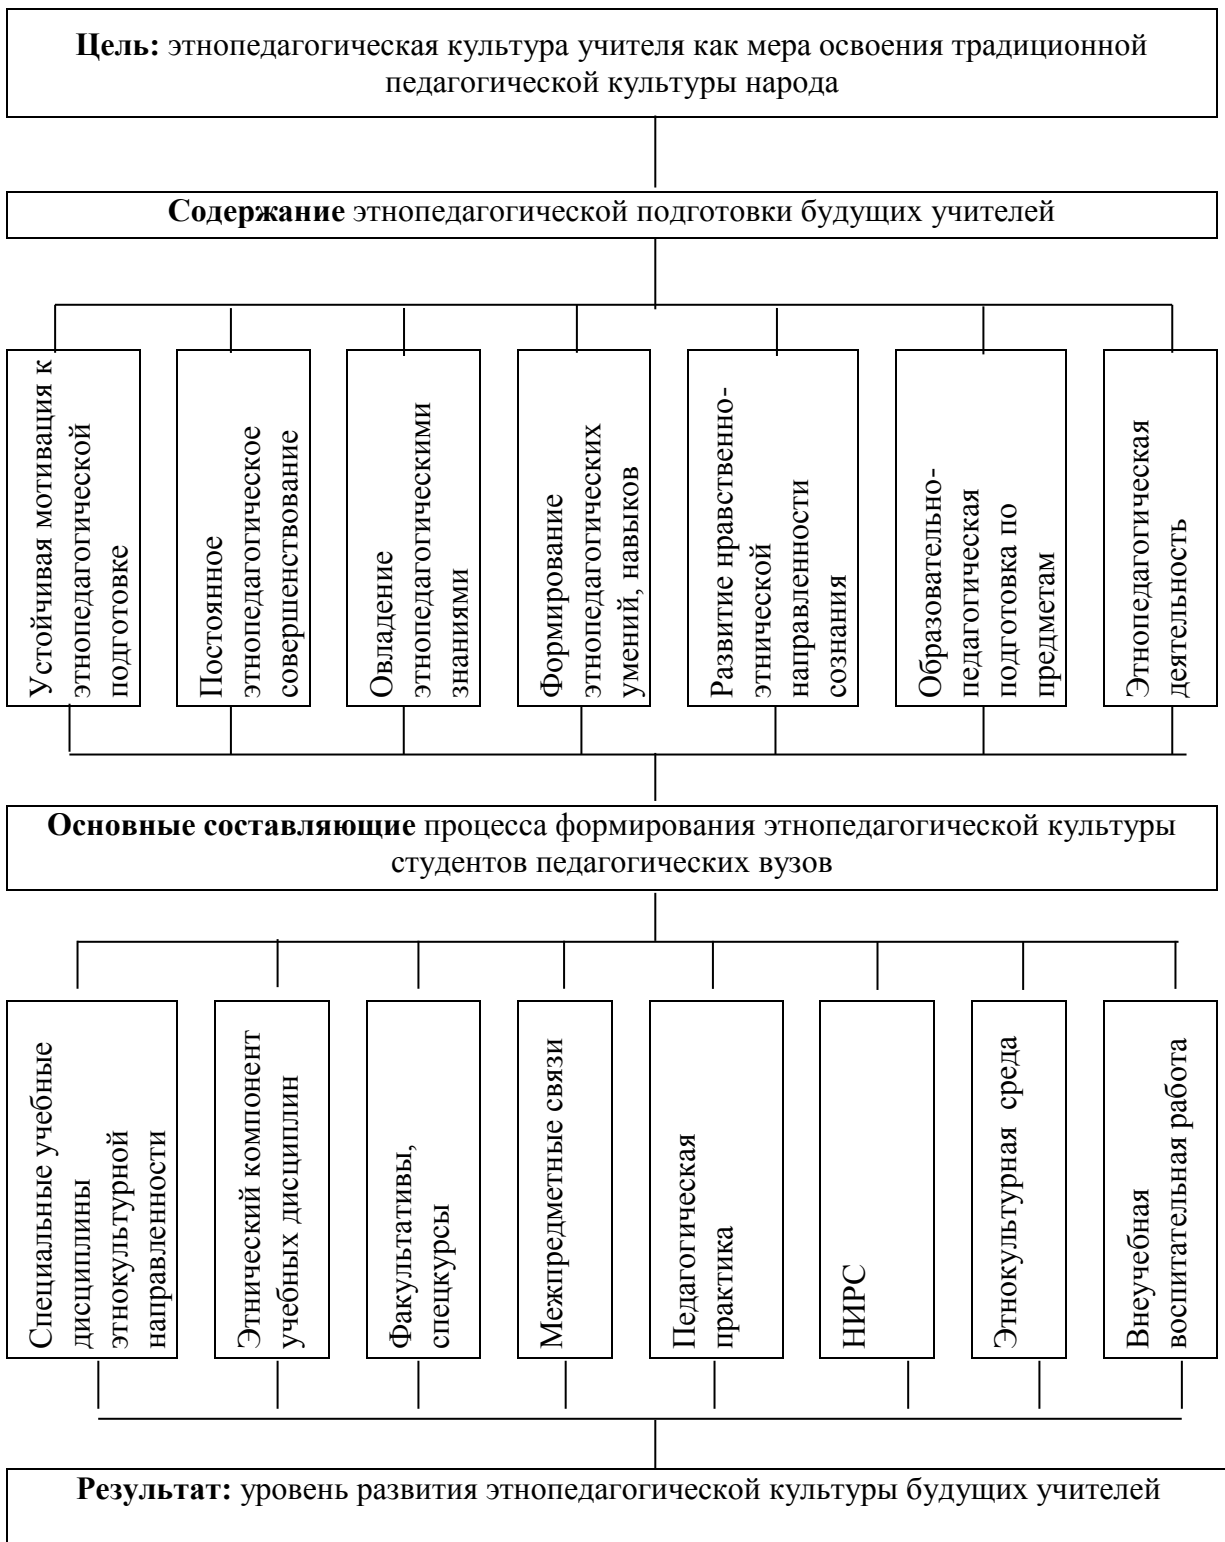 Цель: этнопедагогическая культура учителя как мера освоения традиционной
педагогической культуры народа
Содержание этнопедагогической подготовки будущих учителей
Устойчивая мотивация к
этнопедагогической
подготовке
Постоянное
этнопедагогическое
совершенствование
Овладение
этнопедагогическими
знаниями
Формирование
этнопедагогических
умений, навыков
Развитие нравственно-
этнической
направленности
сознания
Образовательно-
педагогическая
подготовка по
предметам
Этнопедагогическая
деятельность
Основные составляющие процесса формирования этнопедагогической культуры
студентов педагогических вузов
Специальные учебные
дисциплины
этнокультурной
направленности
Этнический компонент
учебных дисциплин
Факультативы,
спецкурсы
Межпредметные связи
Педагогическая
практика
НИРС
Этнокультурная среда
Внеучебная
воспитательная работа
Результат: уровень развития этнопедагогической культуры будущих учителей